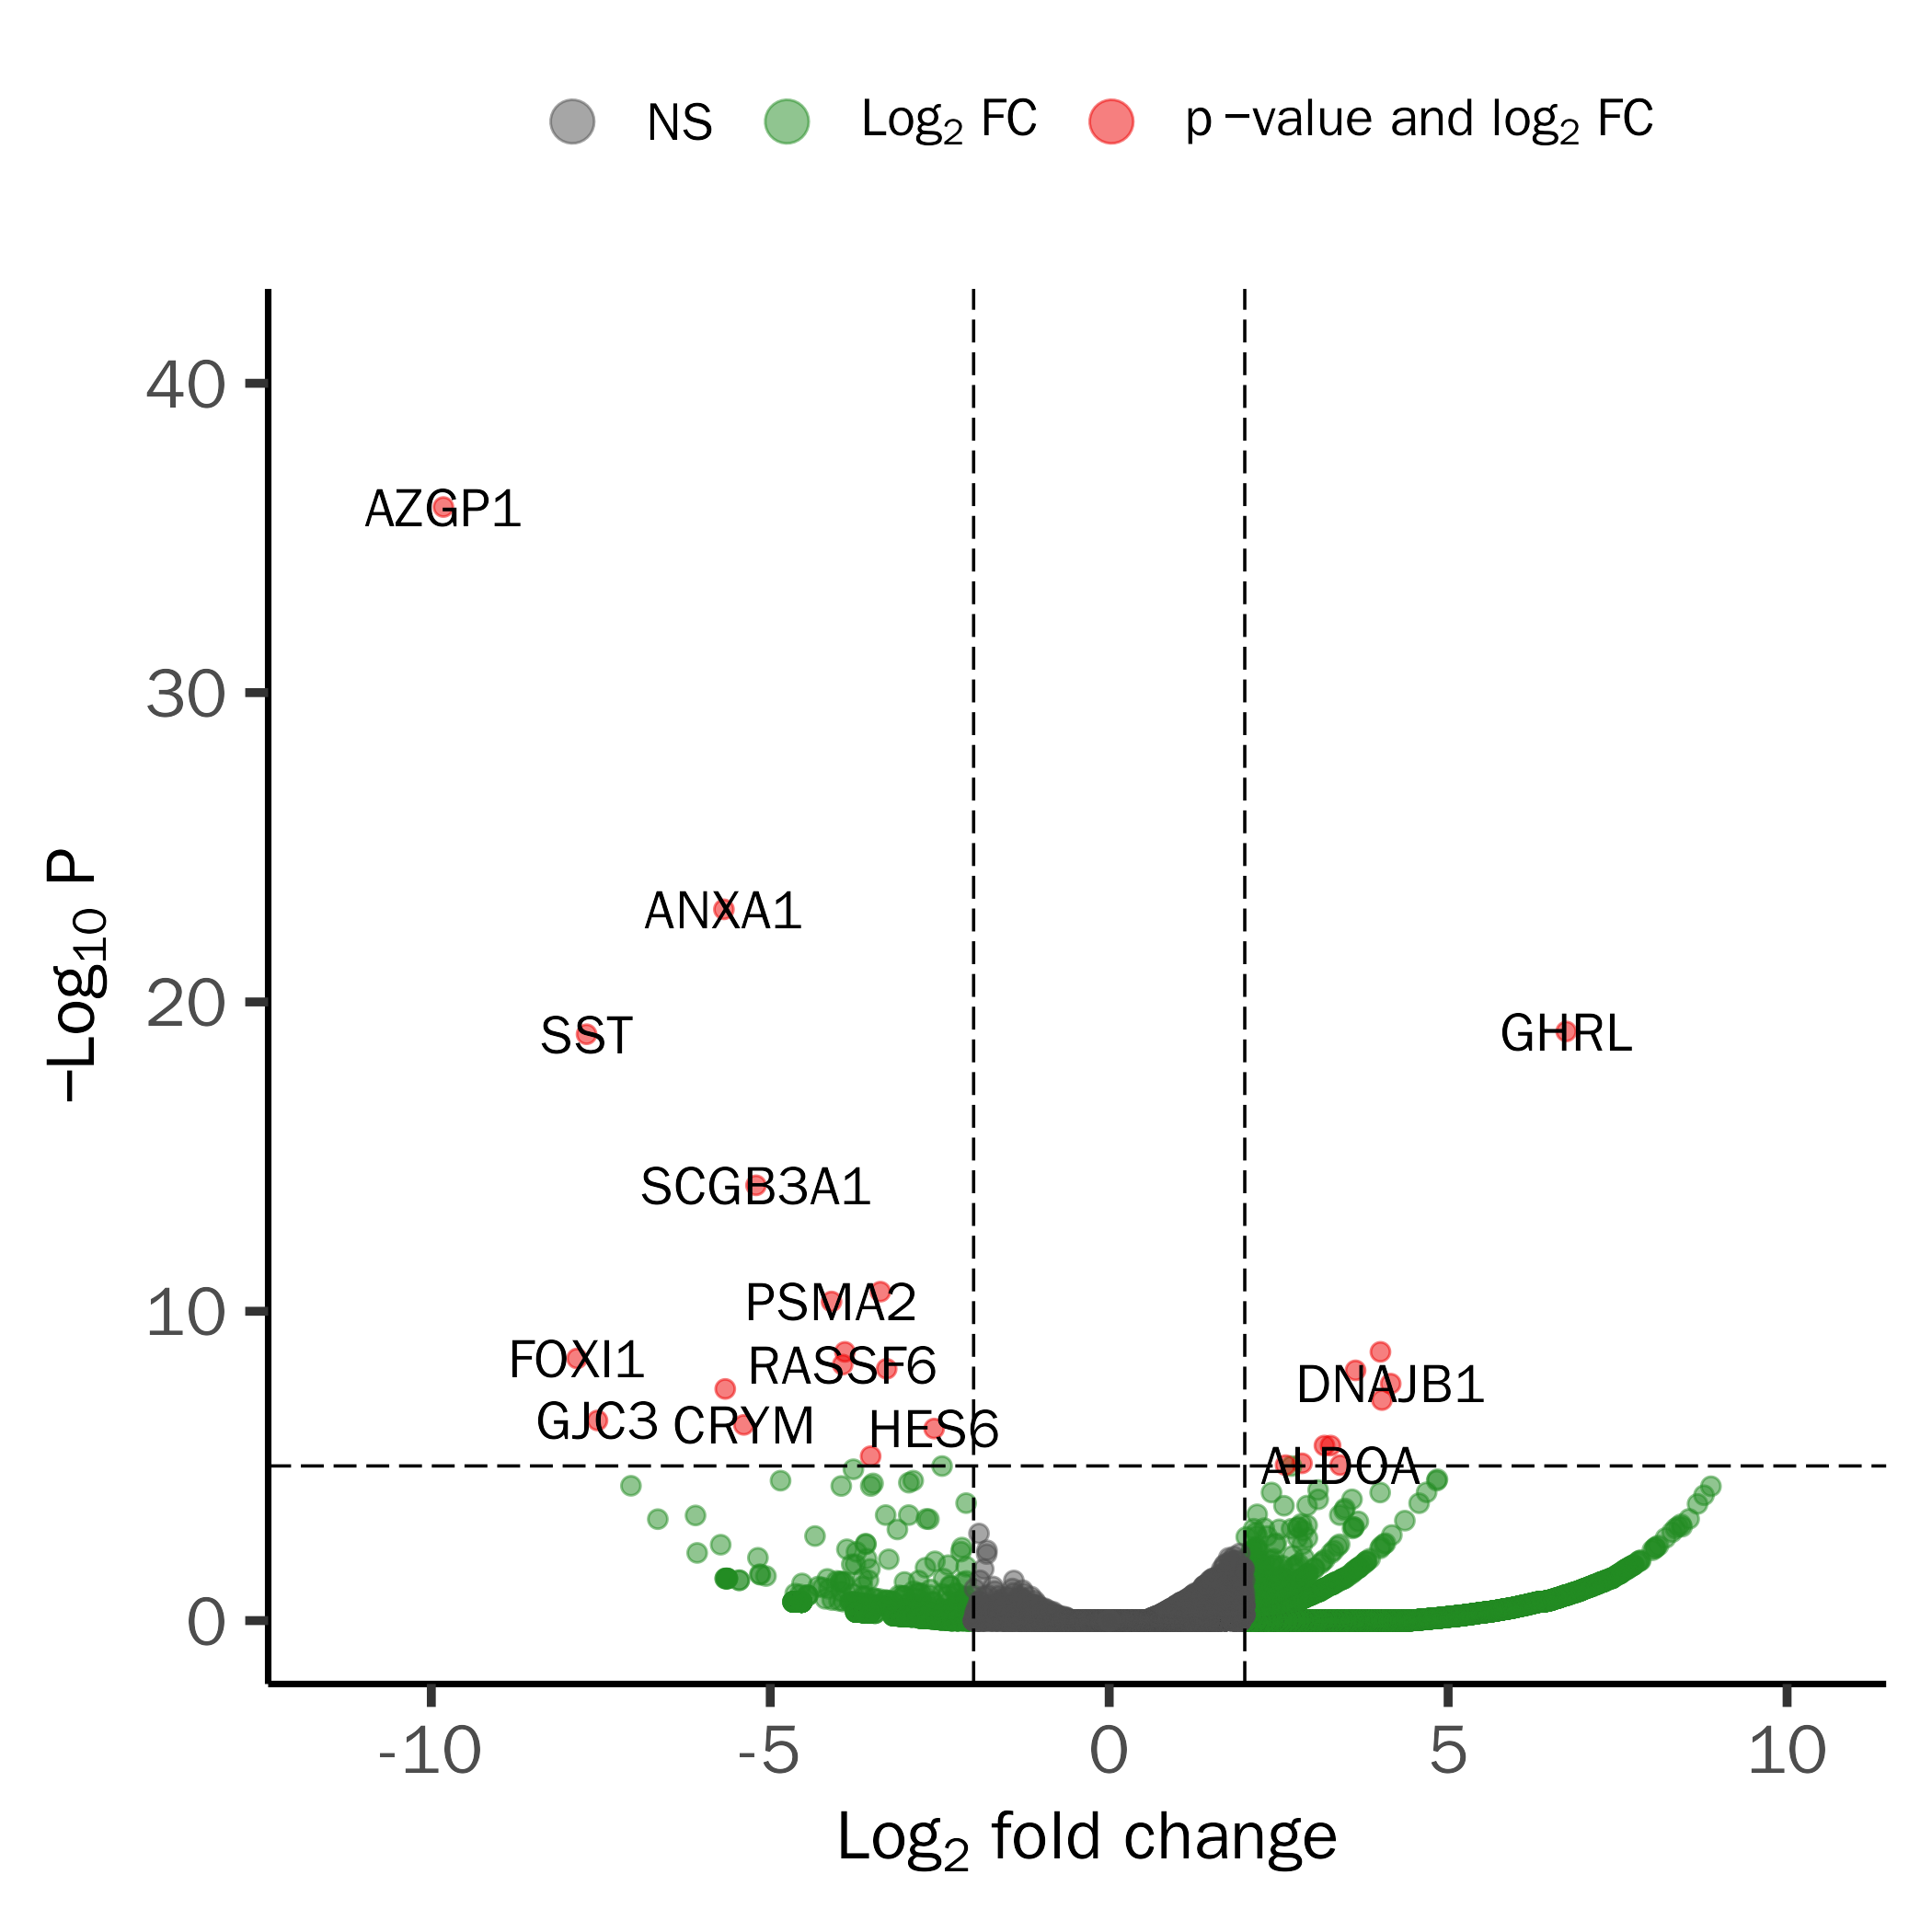 NS Log₂ FC p −value and log₂ FC
40
30
20
10
0
−Log₁₀ P
AZGP1
ANXA1
SST
GHRL
SCGB3A1
PSMA2
FOXI1
RASSF6
DNAJB1
GJC3
CRYM
HES6
ALDOA
-10 -5 0 5 10
Log₂ fold change